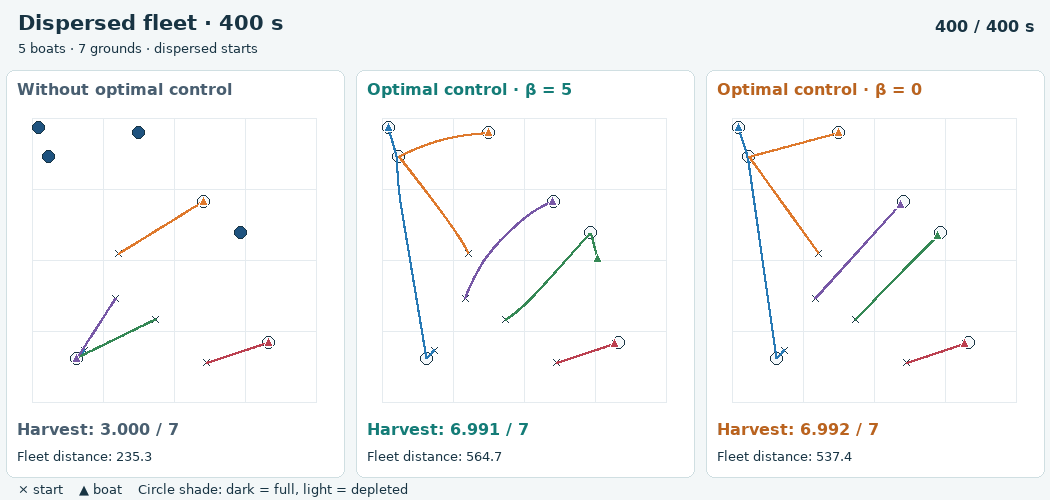 Dispersed fleet · 400 s
400 / 400 s
5 boats · 7 grounds · dispersed starts
Without optimal control
Optimal control · β = 5
Optimal control · β = 0
Harvest: 3.000 / 7
Harvest: 6.991 / 7
Harvest: 6.992 / 7
Fleet distance: 235.3
Fleet distance: 564.7
Fleet distance: 537.4
× start ▲ boat Circle shade: dark = full, light = depleted